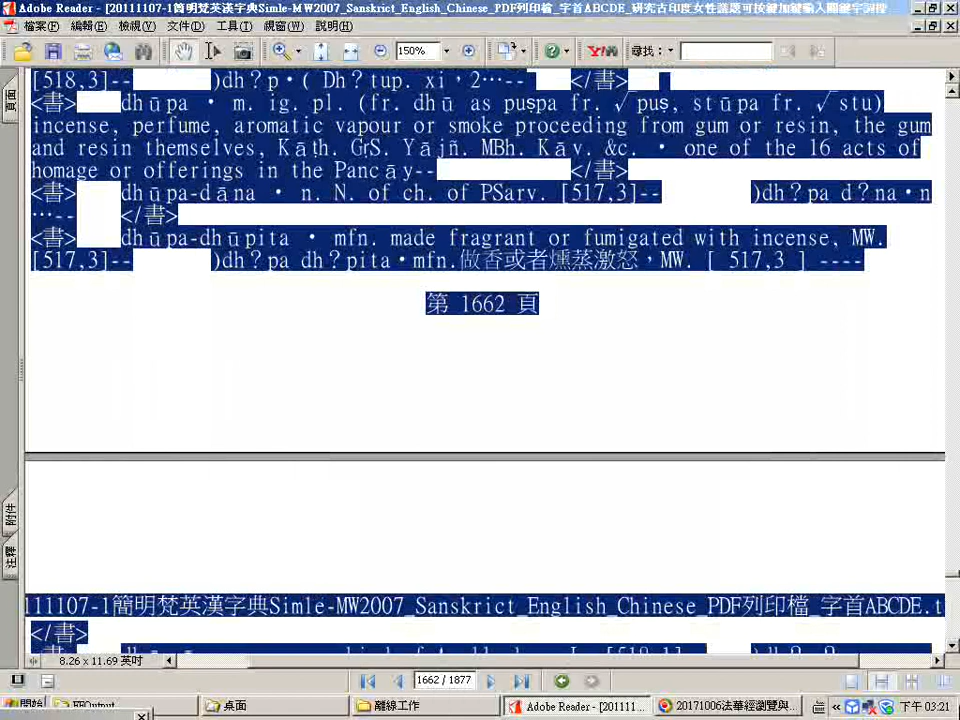 Adobe Reader - [20111107-1簡明梵英漢字典Simle-MW2007_Sanskrict_English_Chinese_PDF列印檔_字首ABCDE_研究古印度女性議題可按鍵加鍵輸入關鍵字詞搜
檔案(F) 編輯(E) 檢視(V) 文件(D) 工具(T) 視窗(W) 說明(H)
150% 尋找:
頁面
[518,3]-- )dh?p•( Dh?tup. xi，2…-- </書>
<書> dhūpa • m. ig. pl. (fr. dhū as puṣpa fr. √puṣ, stūpa fr. √stu)
incense, perfume, aromatic vapour or smoke proceeding from gum or resin, the gum
and resin themselves, Kāṭh. GṛS. Yājñ. MBh. Kāv. &c. • one of the 16 acts of
homage or offerings in the Pancāy-- </書>
<書> dhūpa-dāna • n. N. of ch. of PSarv. [517,3]-- )dh?pa d?na•n
…-- </書>
<書> dhūpa-dhūpita • mfn. made fragrant or fumigated with incense, MW.
[517,3]-- )dh?pa dh?pita•mfn.做香或者燻蒸激怒，MW. [ 517,3 ] ----
第 1662 頁
附件
注釋
111107-1簡明梵英漢字典Simle-MW2007_Sanskrict_English_Chinese_PDF列印檔_字首ABCDE.t
</書>
8.26 x 11.69 英吋
1662 / 1877
開始 FFOutput 桌面 離線工作 Adobe Reader - [2011... 20171006法華經瀏覽與... 下午 03:21